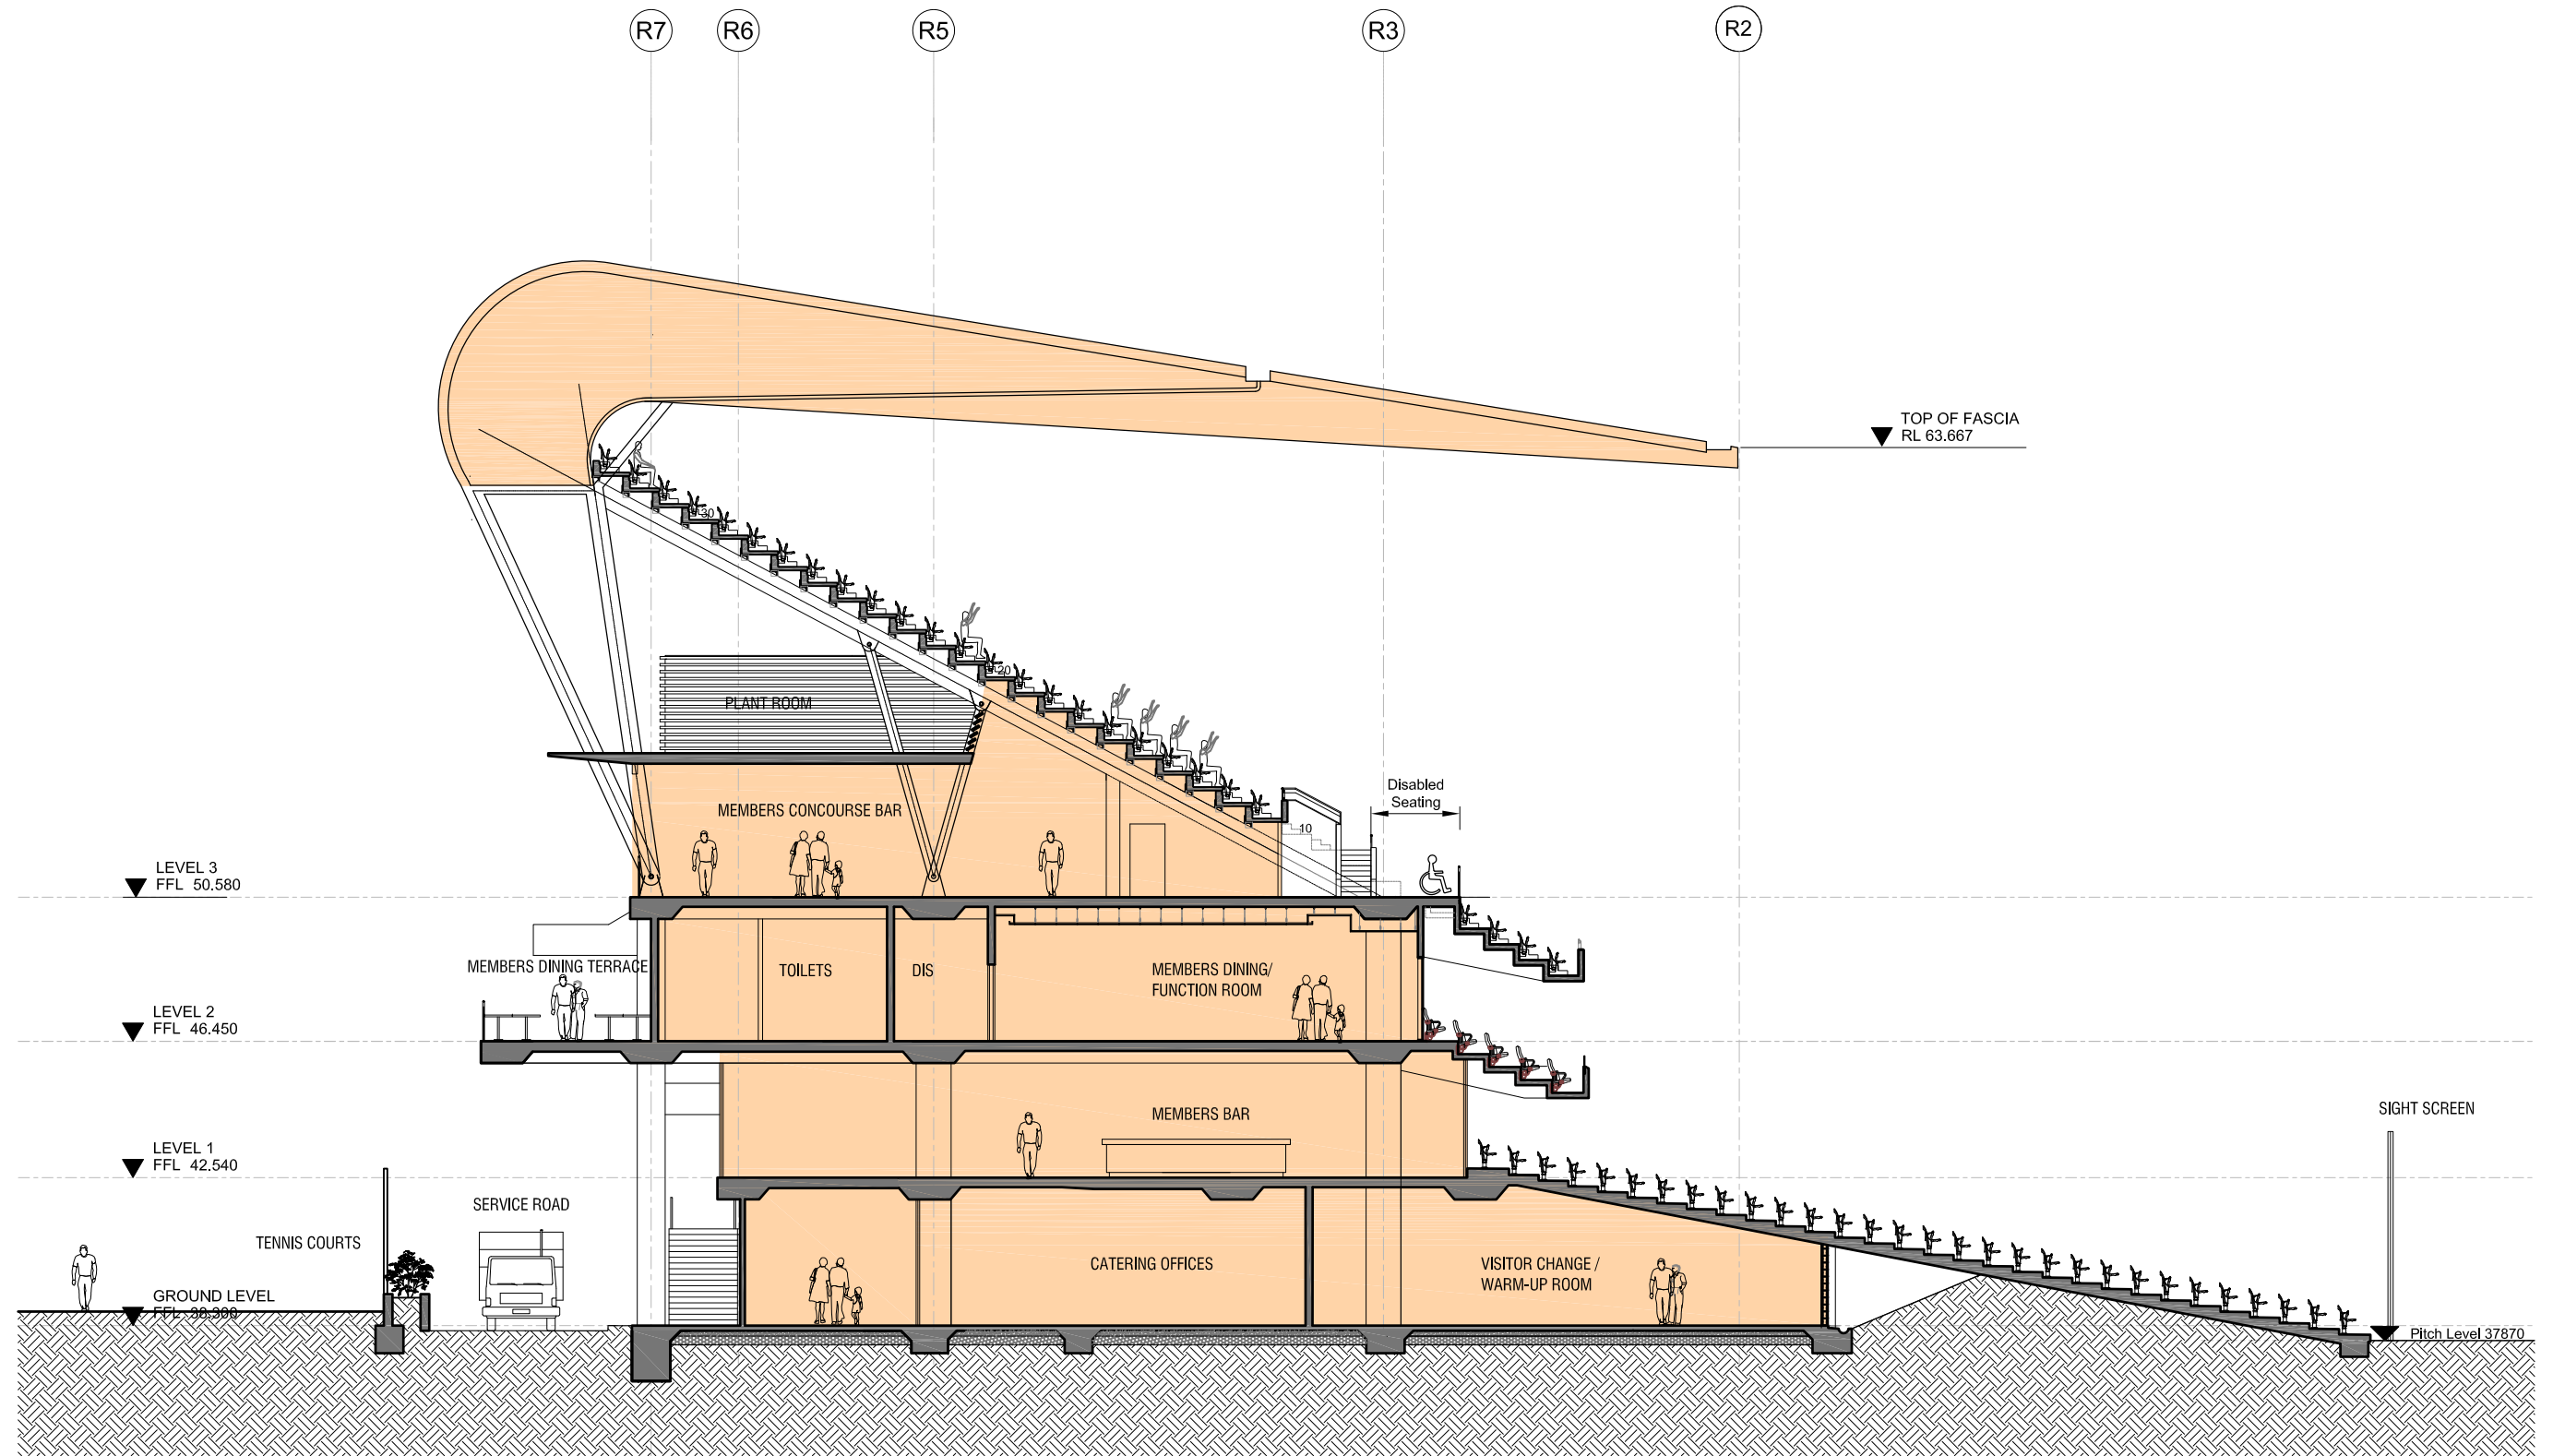 R7
R6
R5
R3
R2
TOP OF FASCIA
RL 63.667
30
20
PLANT ROOM
Disabled
Seating
MEMBERS CONCOURSE BAR
10
LEVEL 3
FFL 50.580
MEMBERS DINING TERRACE
TOILETS
DIS
MEMBERS DINING/
FUNCTION ROOM
LEVEL 2
FFL 46.450
MEMBERS BAR
SIGHT SCREEN
LEVEL 1
FFL 42.540
SERVICE ROAD
TENNIS COURTS
CATERING OFFICES
VISITOR CHANGE /
WARM-UP ROOM
GROUND LEVEL
FFL 38.300
Pitch Level 37870